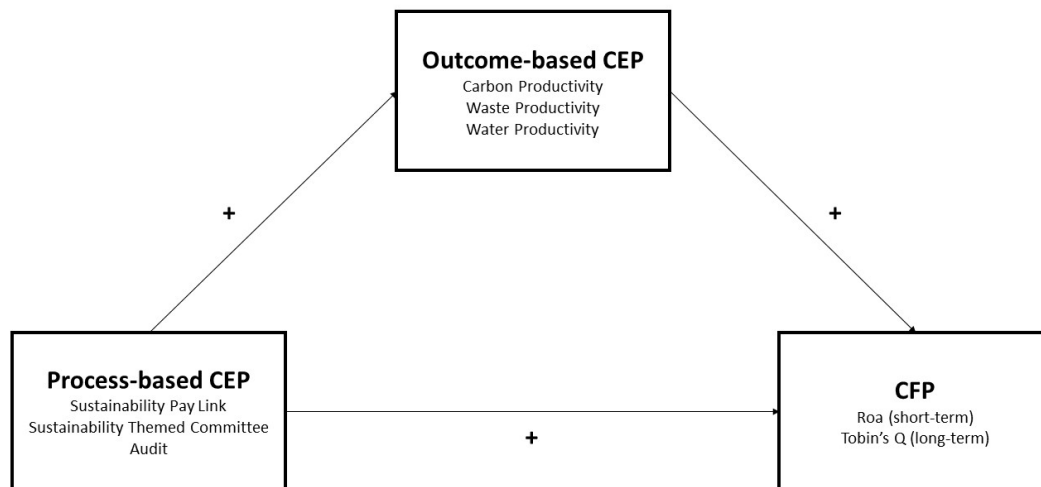 Outcome-based CEP
Carbon Productivity
Waste Productivity
Water Productivity
+
+
Process-based CEP
Sustainability Pay Link
Sustainability Themed Committee
Audit
+
CFP
Roa (short-term)
Tobin's Q (long-term)